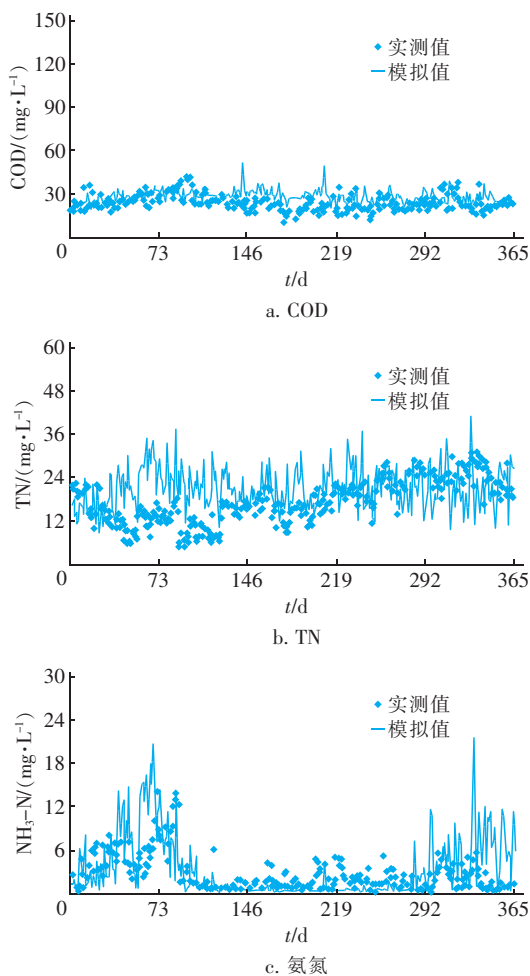 150
120
90
60
30
COD/(mg·L⁻¹)
实测值
模拟值
0 73 146 219 292 365
t/d
a. COD
60
48
36
24
12
TN/(mg·L⁻¹)
实测值
模拟值
0 73 146 219 292 365
t/d
b. TN
30
24
18
12
6
NH₃-N/(mg·L⁻¹)
实测值
模拟值
0 73 146 219 292 365
t/d
c. 氨氮